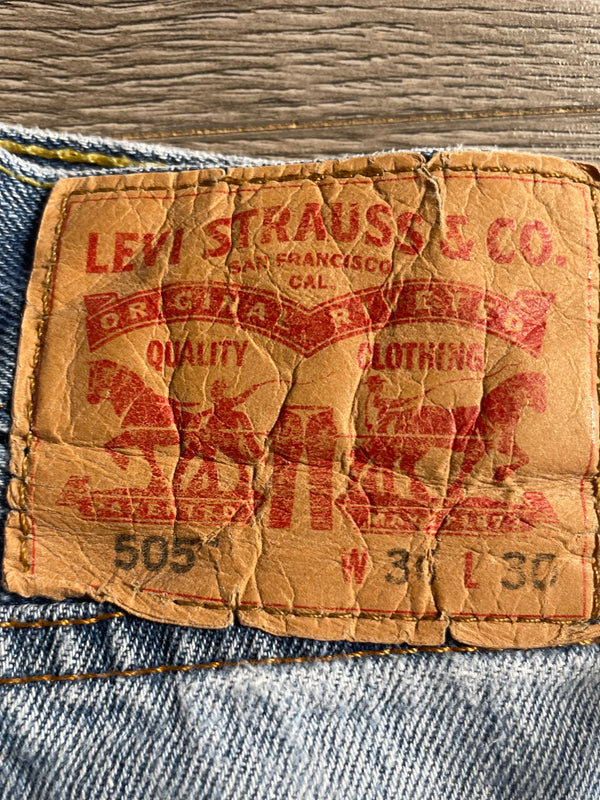 LEVI STRAUSS & CO.
SAN FRANCISCO
CAL.
ORIGINAL RIVETED
QUALITY CLOTHING
505 W L 30